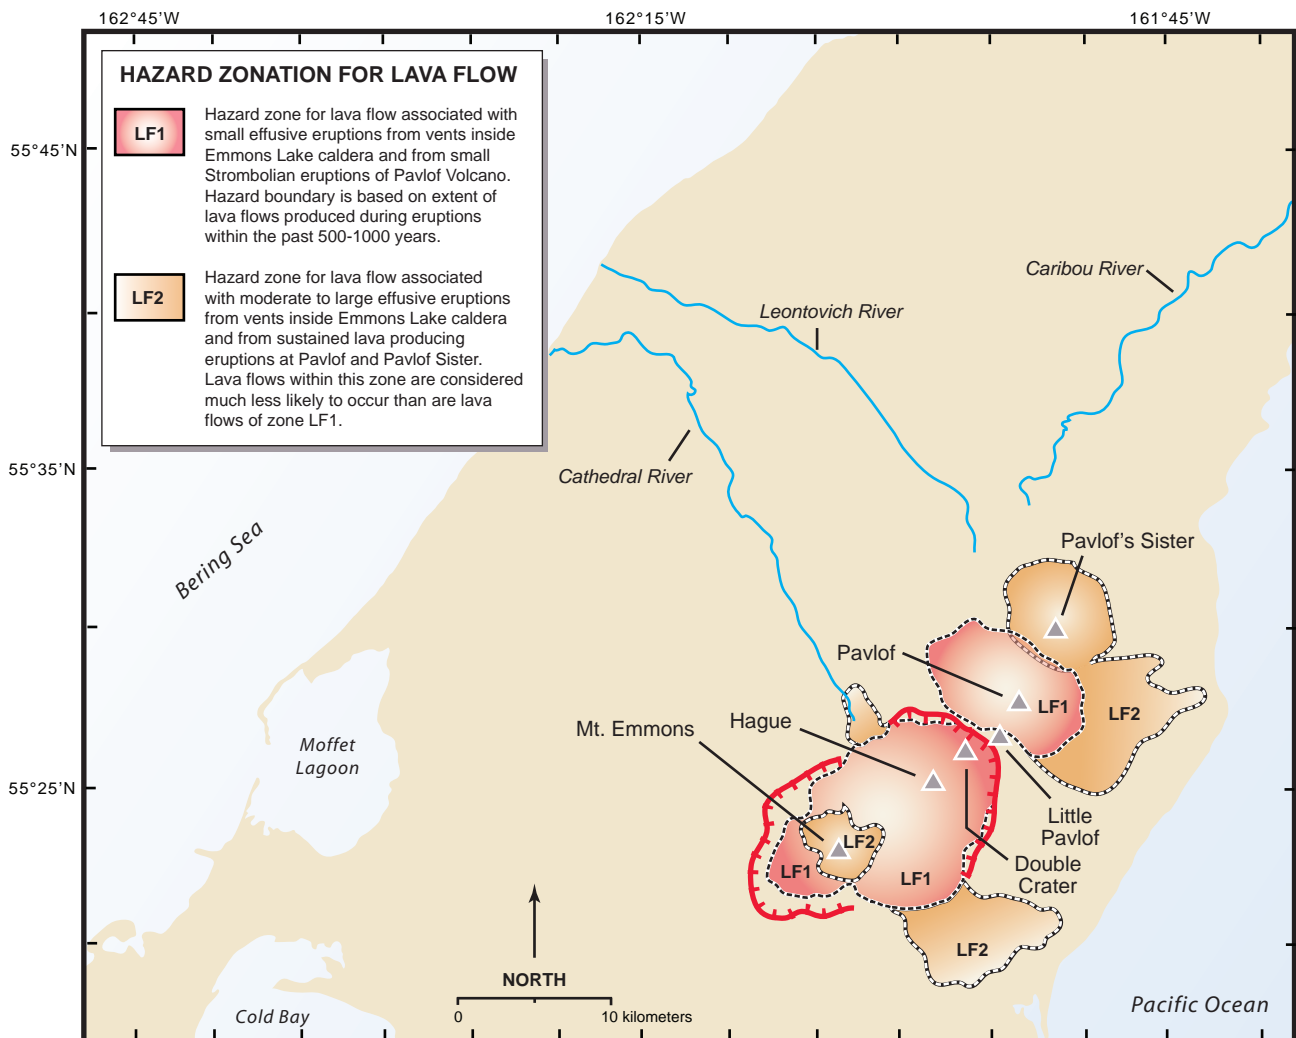 162°45'W
162°15'W
161°45'W
HAZARD ZONATION FOR LAVA FLOW
LF1
Hazard zone for lava flow associated with
small effusive eruptions from vents inside
Emmons Lake caldera and from small
Strombolian eruptions of Pavlof Volcano.
Hazard boundary is based on extent of
lava flows produced during eruptions
within the past 500-1000 years.
LF2
Hazard zone for lava flow associated
with moderate to large effusive eruptions
from vents inside Emmons Lake caldera
and from sustained lava producing
eruptions at Pavlof and Pavlof Sister.
Lava flows within this zone are considered
much less likely to occur than are lava
flows of zone LF1.
55°45'N
55°35'N
55°25'N
Caribou River
Leontovich River
Cathedral River
Bering Sea
Pavlof's Sister
Pavlof
LF1
LF2
Hague
Mt. Emmons
Moffet
Lagoon
Little
Pavlof
Double
Crater
LF2
LF1
LF1
LF2
NORTH
0
10 kilometers
Cold Bay
Pacific Ocean